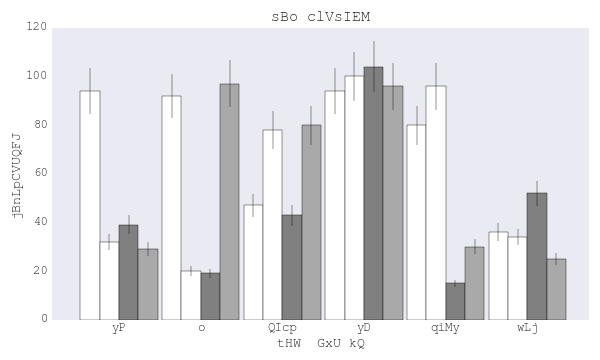 sBo clVsIEM
120
100
80
60
40
20
0
jBnLpCVUQFJ
yP o QIcp yD qiMy wLj
tHW  GxU kQ